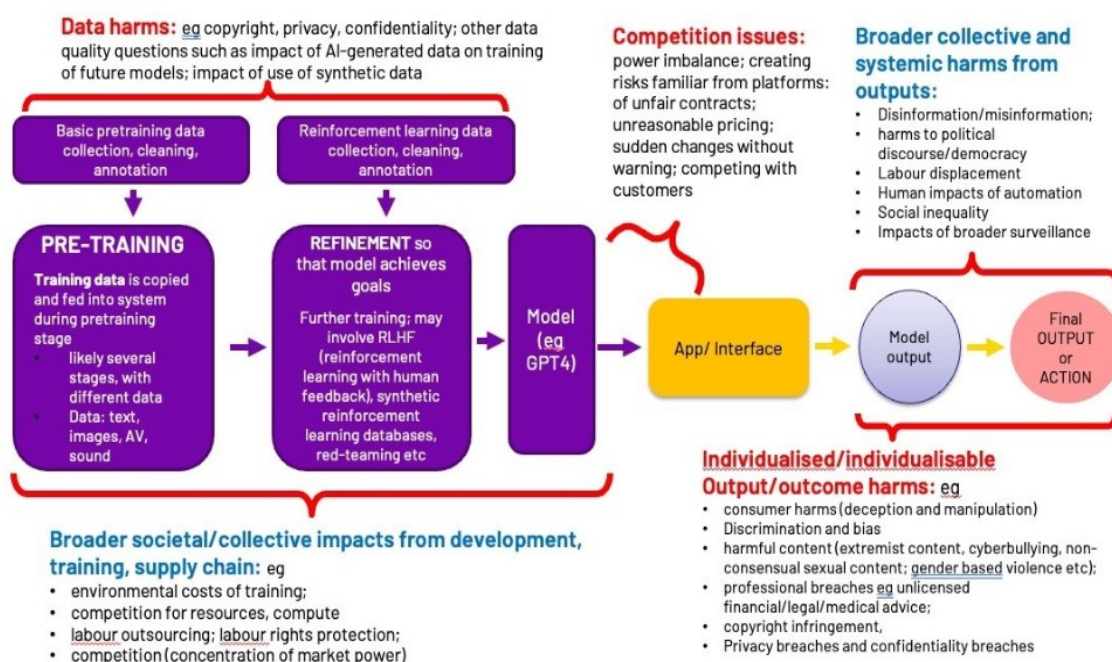 Data harms: eg copyright, privacy, confidentiality; other data
quality questions such as impact of AI-generated data on training
of future models; impact of use of synthetic data
Competition issues:
power imbalance; creating
risks familiar from platforms:
of unfair contracts;
unreasonable pricing;
sudden changes without
warning; competing with
customers
Broader collective and
systemic harms from
outputs:
• Disinformation/misinformation;
• harms to political
discourse/democracy
• Labour displacement
• Human impacts of automation
• Social inequality
• Impacts of broader surveillance
Basic pretraining data
collection, cleaning,
annotation
Reinforcement learning data
collection, cleaning,
annotation
PRE-TRAINING
Training data is copied
and fed into system
during pretraining
stage
• likely several
stages, with
different data
• Data: text,
images, AV,
sound
REFINEMENT so
that model achieves
goals
Further training; may
involve RLHF (
reinforcement
learning with human
feedback), synthetic
reinforcement
learning databases,
red-teaming etc
Model
(eg
GPT4)
App/ Interface
Model
output
Final
OUTPUT
or
ACTION
Broader societal/collective impacts from development,
training, supply chain: eg
• environmental costs of training;
• competition for resources, compute
• labour outsourcing; labour rights protection;
• competition (concentration of market power)
Individualised/individualisable
Output/outcome harms: eg
• consumer harms (deception and manipulation)
• Discrimination and bias
• harmful content (extremist content, cyberbullying, non-
consensual sexual content; gender based violence etc);
• professional breaches eg unlicensed
financial/legal/medical advice;
• copyright infringement,
• Privacy breaches and confidentiality breaches